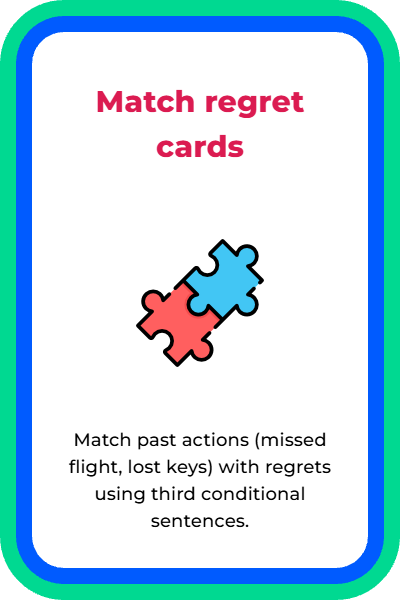 Match regret
cards
Match past actions (missed
flight, lost keys) with regrets
using third conditional
sentences.